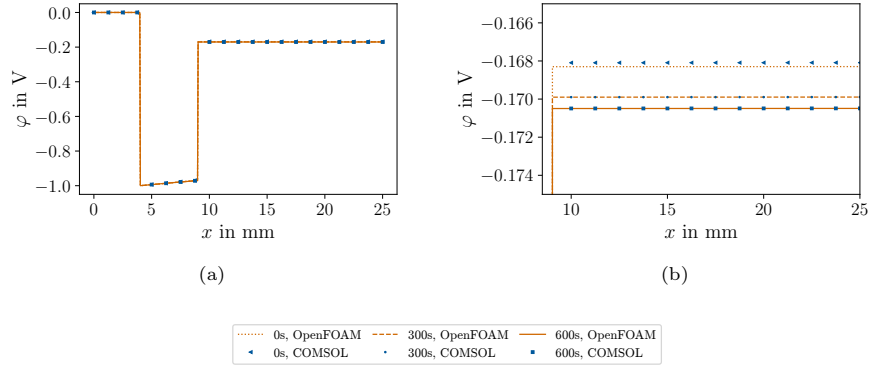 0.0
−0.2
−0.4
−0.6
−0.8
−1.0
φ in V
0 5 10 15 20 25
x in mm
(a)
−0.166
−0.168
−0.170
−0.172
−0.174
φ in V
10 15 20 25
x in mm
(b)
0s, OpenFOAM 300s, OpenFOAM 600s, OpenFOAM
0s, COMSOL 300s, COMSOL 600s, COMSOL